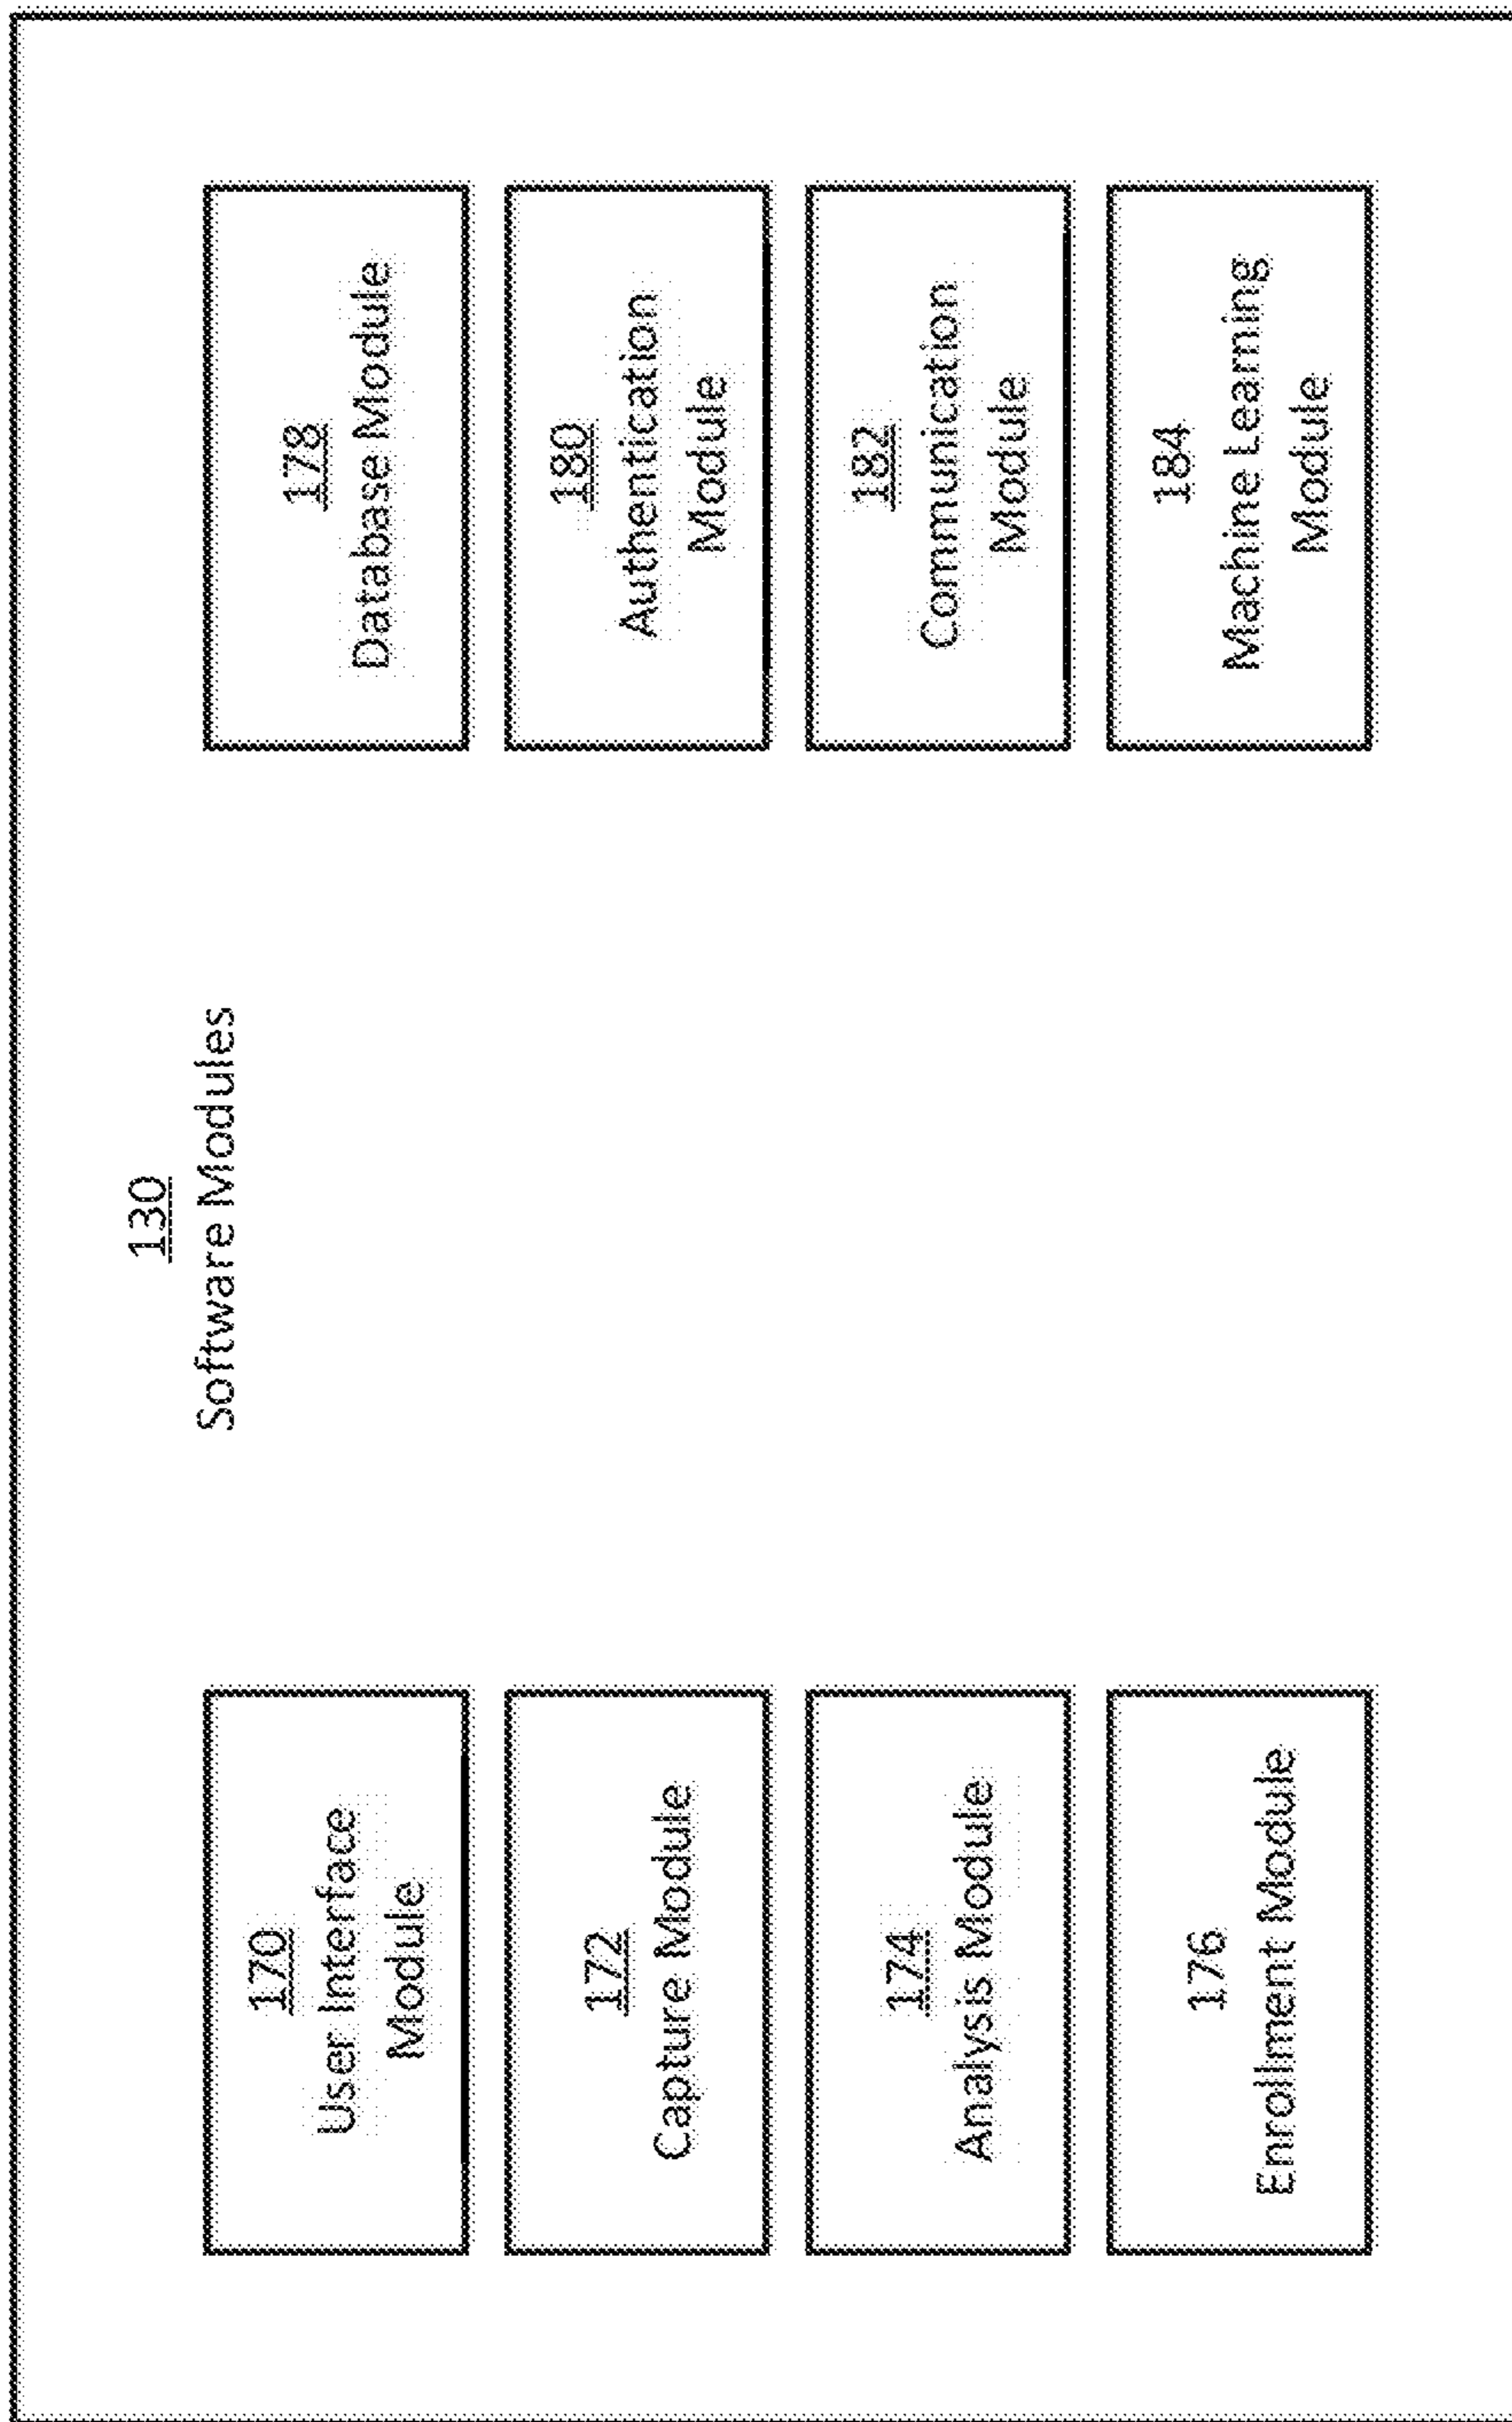 130
Software Modules
170
User Interface
Module
172
Capture Module
174
Analysis Module
176
Enrollment Module
178
Database Module
180
Authentication
Module
182
Communication
Module
184
Machine Learning
Module